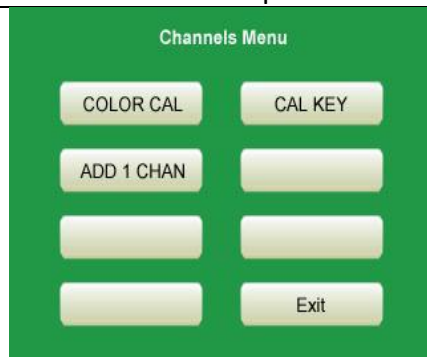 Channels Menu
COLOR CAL
CAL KEY
ADD 1 CHAN
Exit